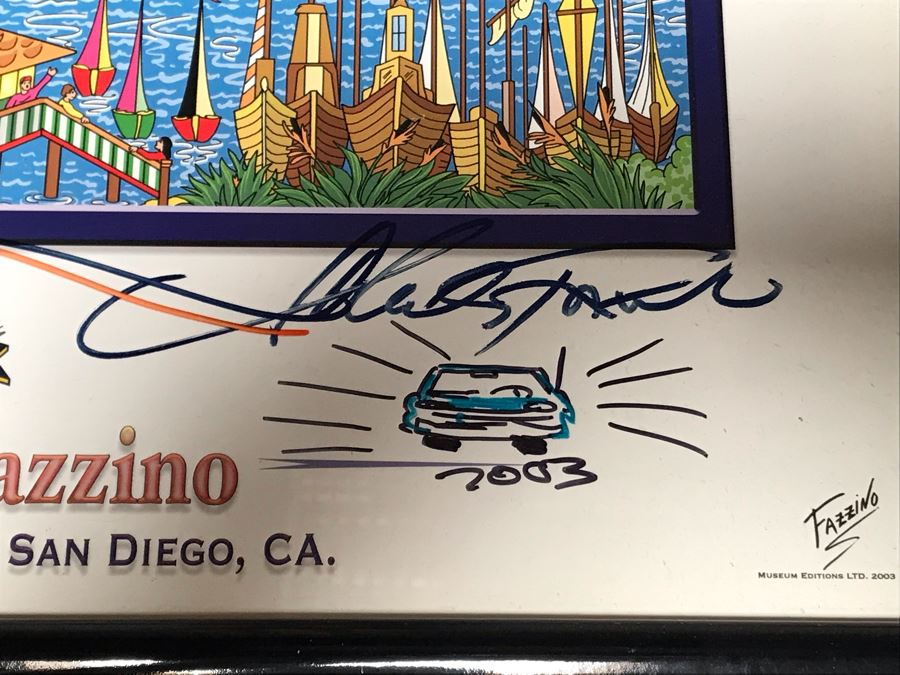 2003
azzino
SAN DIEGO, CA.
FAZZINO
MUSEUM EDITIONS LTD. 2003